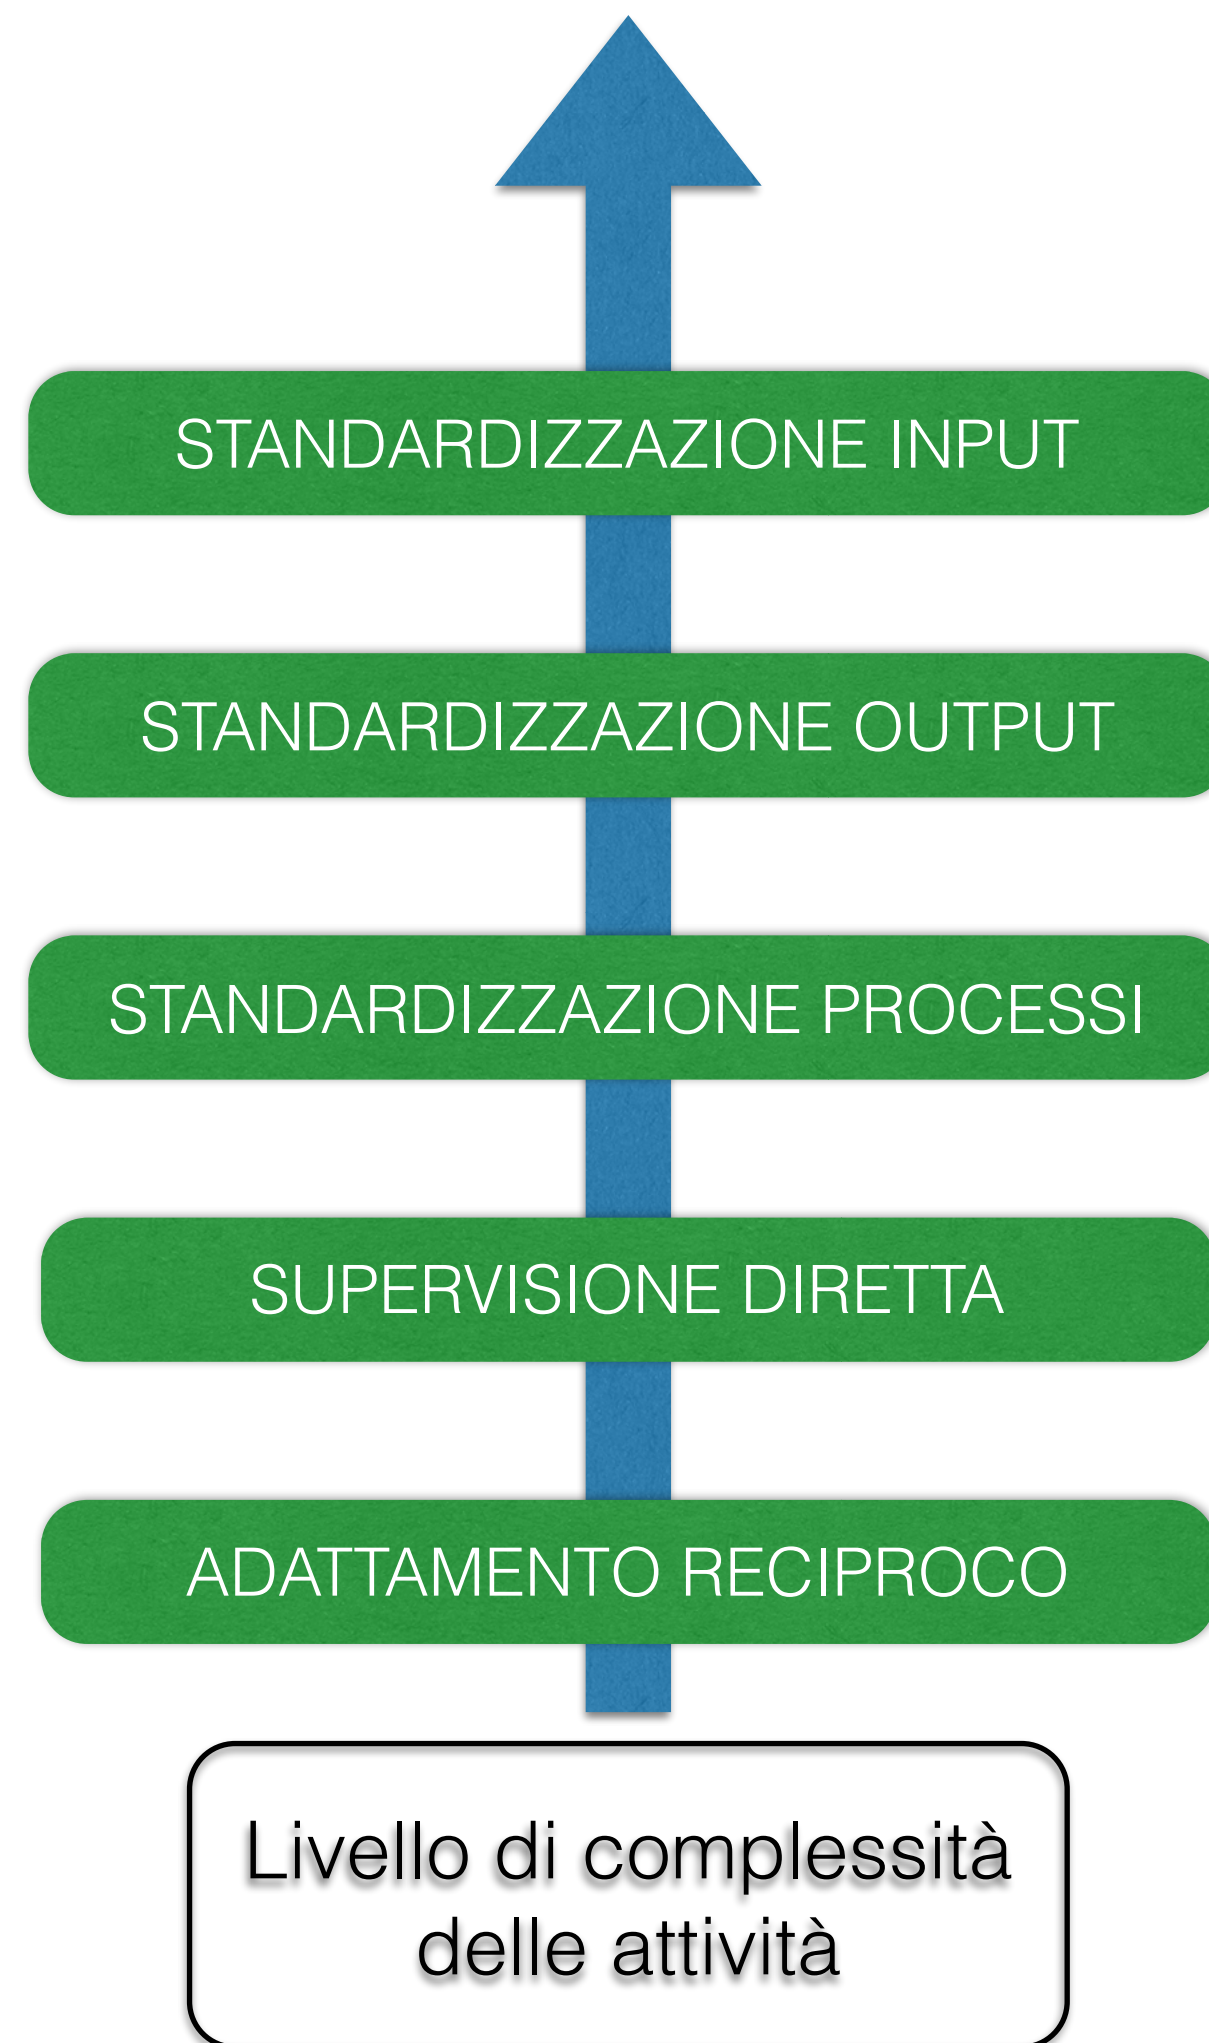 STANDARDIZZAZIONE INPUT
STANDARDIZZAZIONE OUTPUT
STANDARDIZZAZIONE PROCESSI
SUPERVISIONE DIRETTA
ADATTAMENTO RECIPROCO
Livello di complessità
delle attività